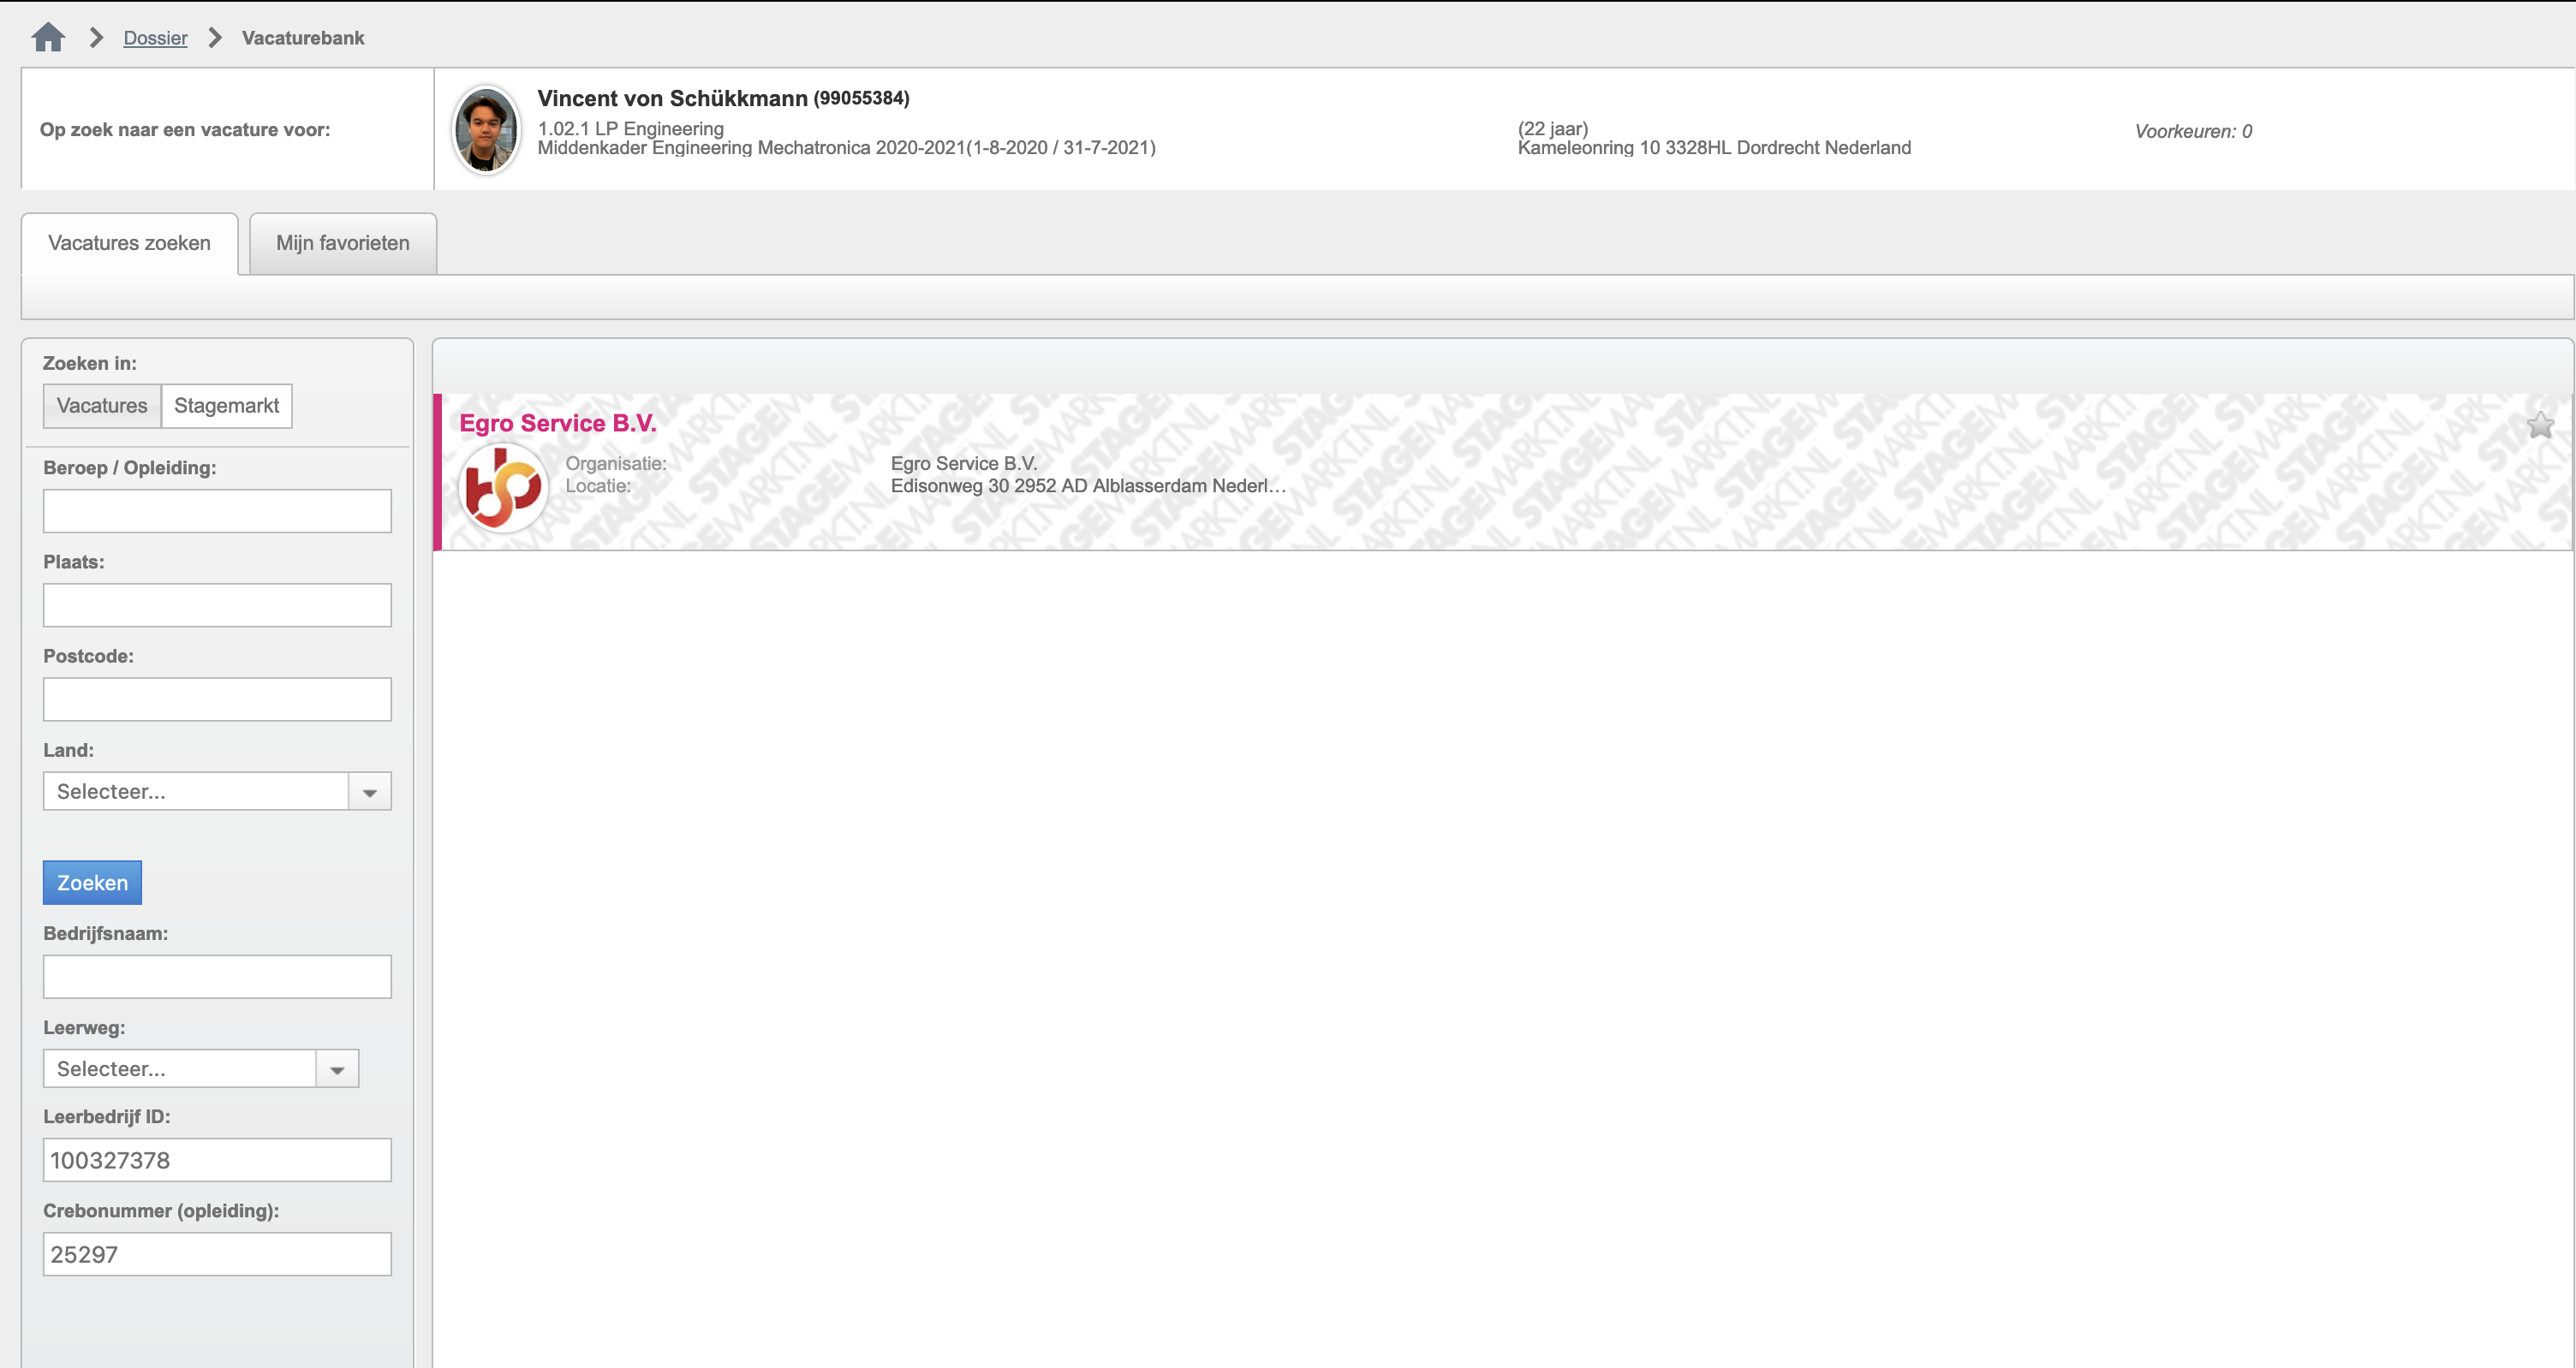 Dossier Vacaturebank
Op zoek naar een vacature voor:
Vincent von Schükkmann (99055384)
1.02.1 LP Engineering
Middenkader Engineering Mechatronica 2020-2021(1-8-2020 / 31-7-2021)
(22 jaar)
Kameleonring 10 3328HL Dordrecht Nederland
Voorkeuren: 0
Vacatures zoeken
Mijn favorieten
Zoeken in:
Vacatures Stagemarkt
Beroep / Opleiding:
Plaats:
Postcode:
Land:
Selecteer...
Zoeken
Bedrijfsnaam:
Leerweg:
Selecteer...
Leerbedrijf ID:
100327378
Crebonummer (opleiding):
25297
Egro Service B.V.
Organisatie: Egro Service B.V.
Locatie: Edisonweg 30 2952 AD Alblasserdam Nederl…
STAGEMARKT.NL